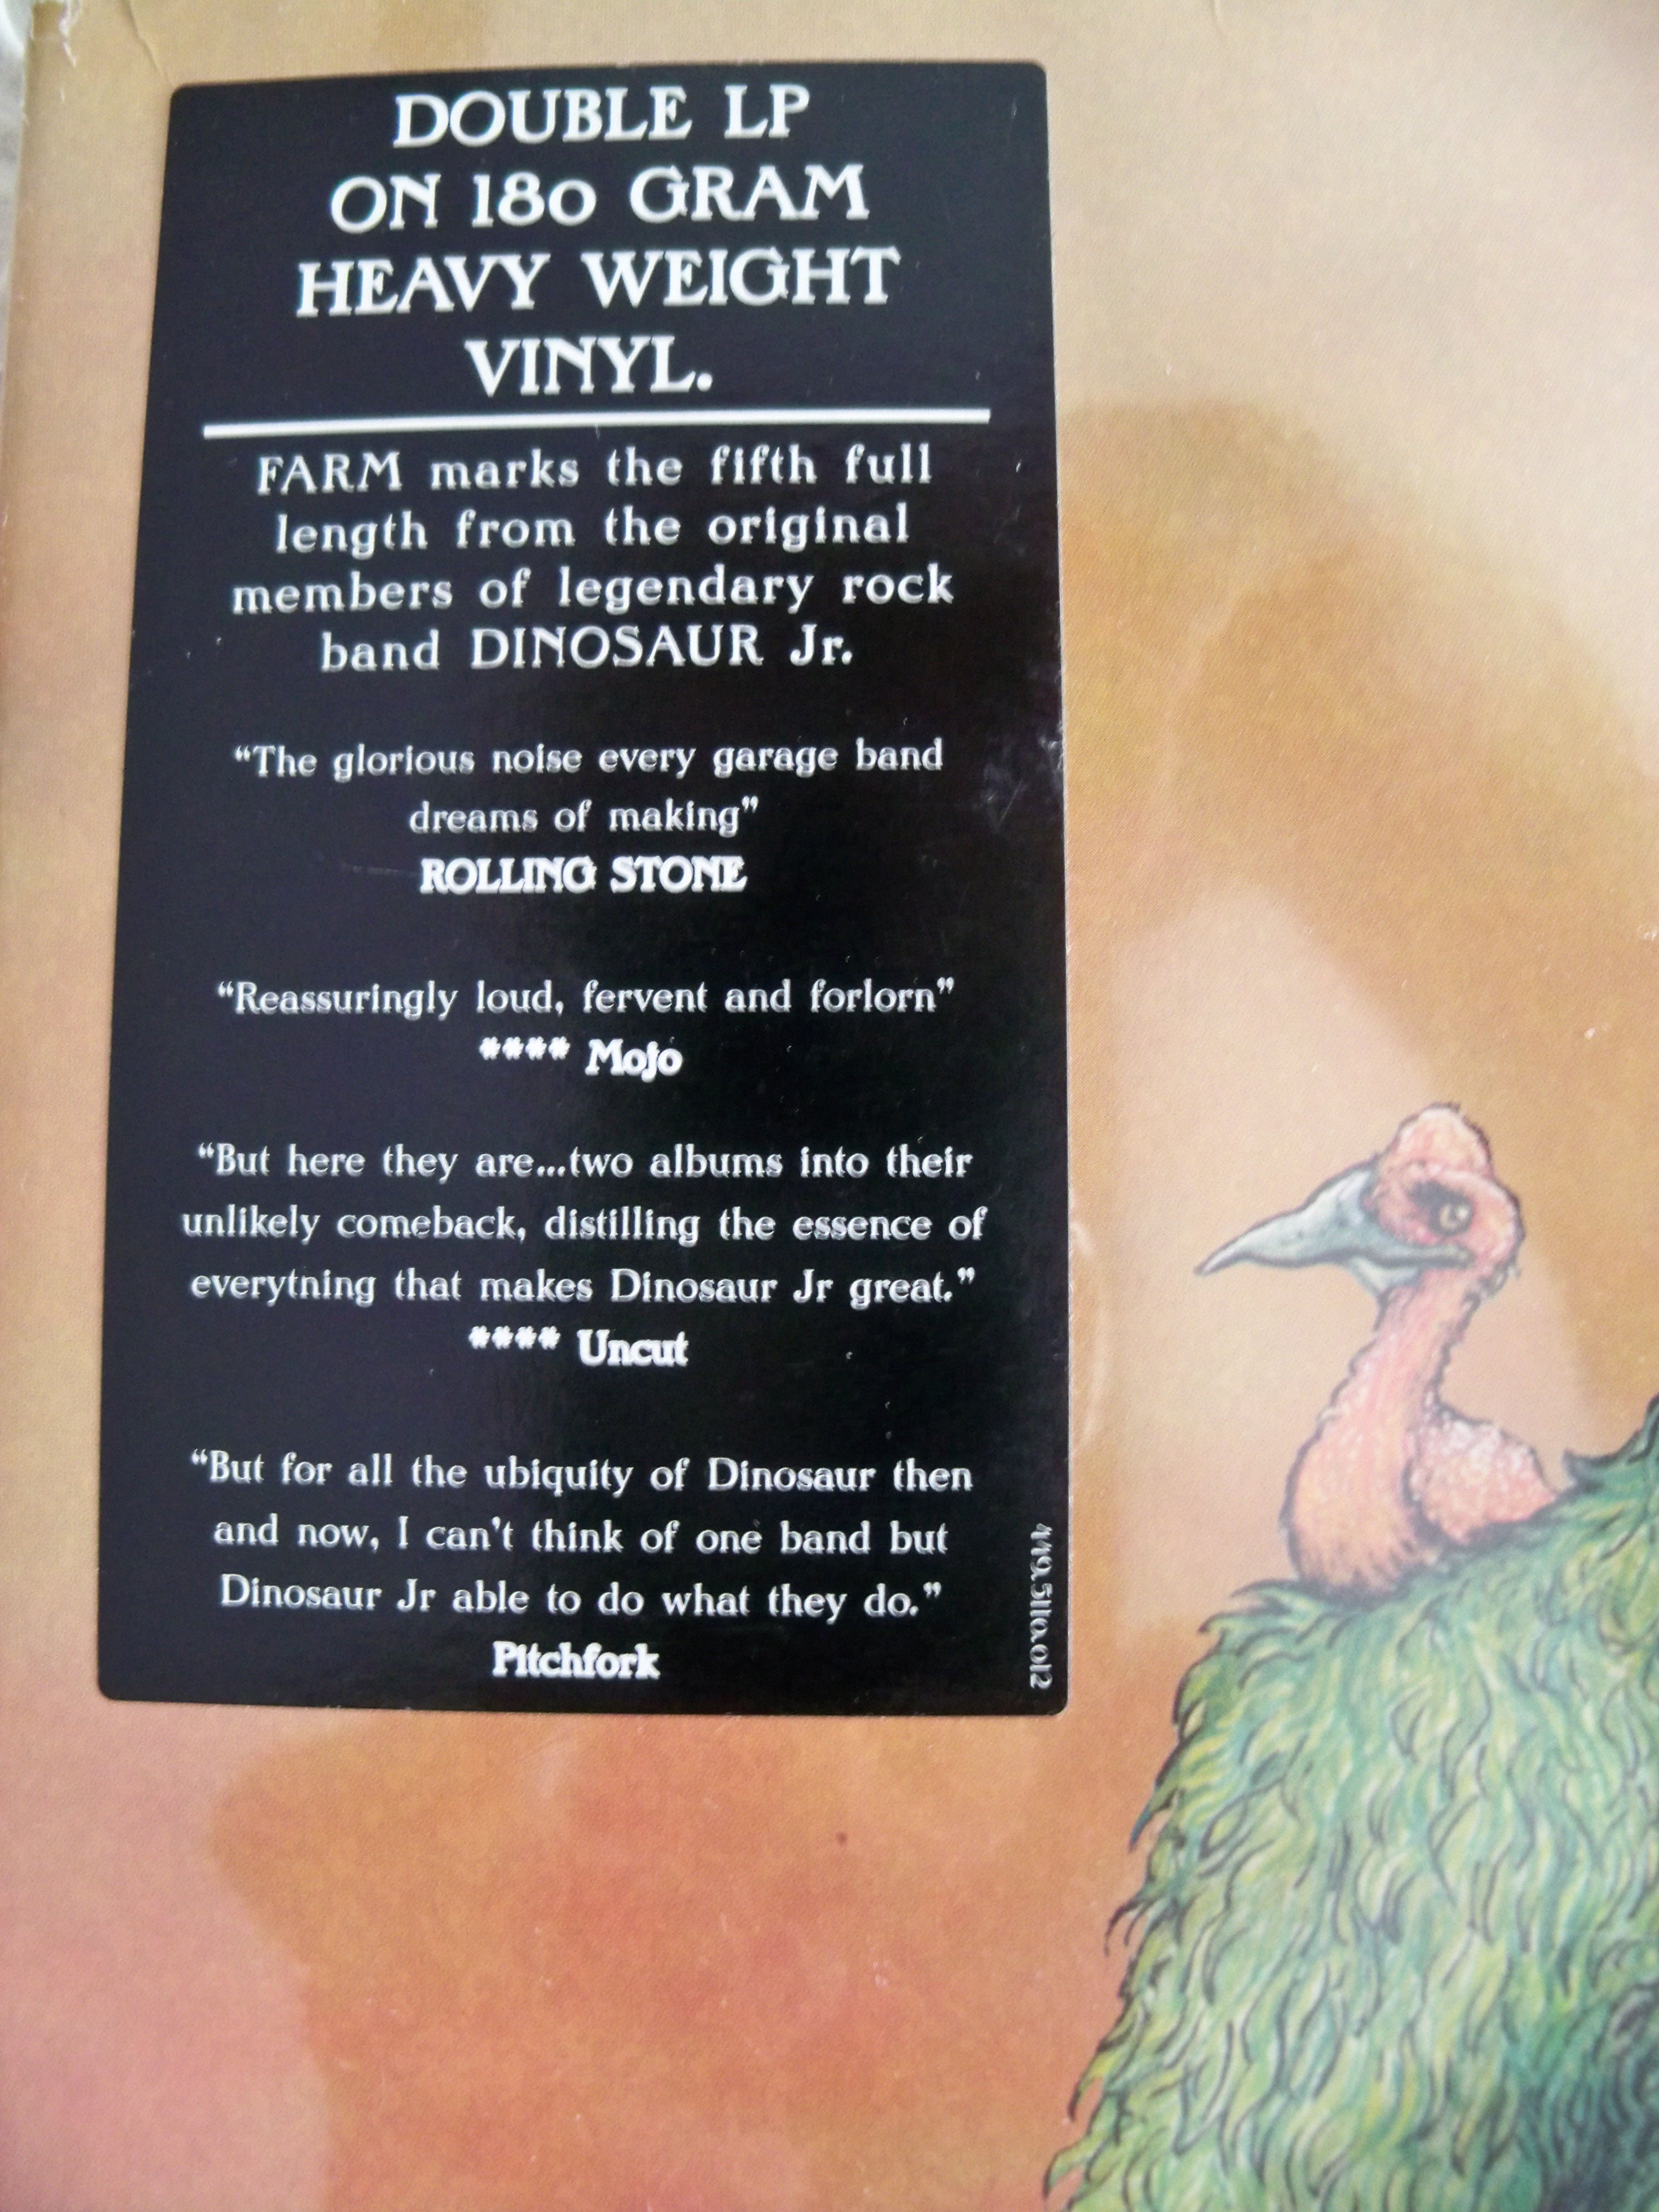 DOUBLE LP
ON 180 GRAM
HEAVY WEIGHT
VINYL.
FARM marks the fifth full
length from the original
members of legendary rock
band DINOSAUR Jr.
“The glorious noise every garage band
dreams of making”
ROLLING STONE
“Reassuringly loud, fervent and forlorn”
**** Mojo
“But here they are...two albums into their
unlikely comeback, distilling the essence of
everytning that makes Dinosaur Jr great.”
**** Uncut
“But for all the ubiquity of Dinosaur then
and now, I can't think of one band but
Dinosaur Jr able to do what they do.”
Pitchfork
449.5110.012